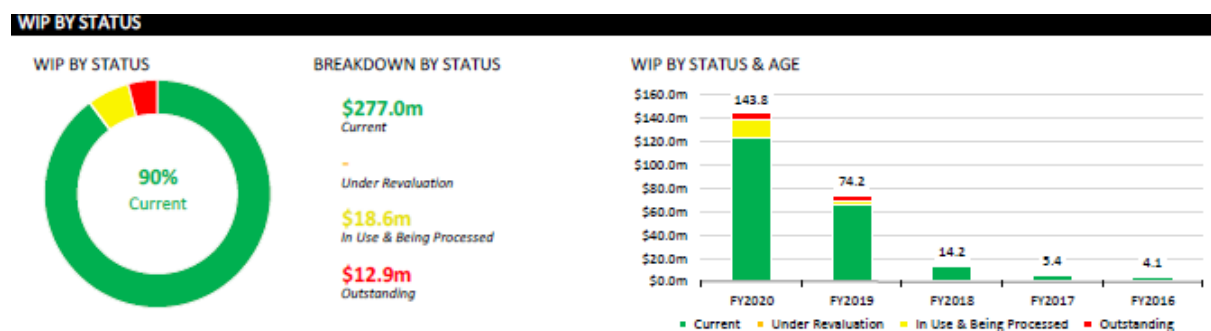 WIP BY STATUS
WIP BY STATUS
90%
Current
BREAKDOWN BY STATUS
$277.0m
Current
-
Under Revaluation
$18.6m
In Use & Being Processed
$12.9m
Outstanding
WIP BY STATUS & AGE
$160.0m
$140.0m
$120.0m
$100.0m
$80.0m
$60.0m
$40.0m
$20.0m
$0.0m
143.8
74.2
14.2
5.4
4.1
FY2020 FY2019 FY2018 FY2017 FY2016
Current Under Revaluation In Use & Being Processed Outstanding